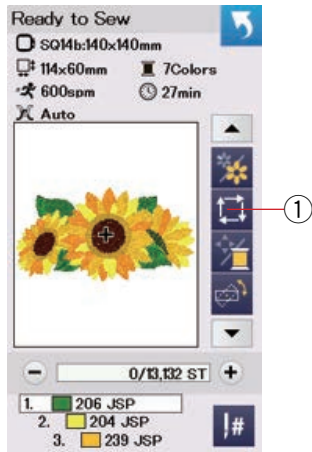 Ready to Sew
SQ14b:140x140mm
114x60mm 7Colors
600spm 27min
Auto
1
0/13,132 ST
1. 206 JSP
2. 204 JSP
3. 239 JSP
#